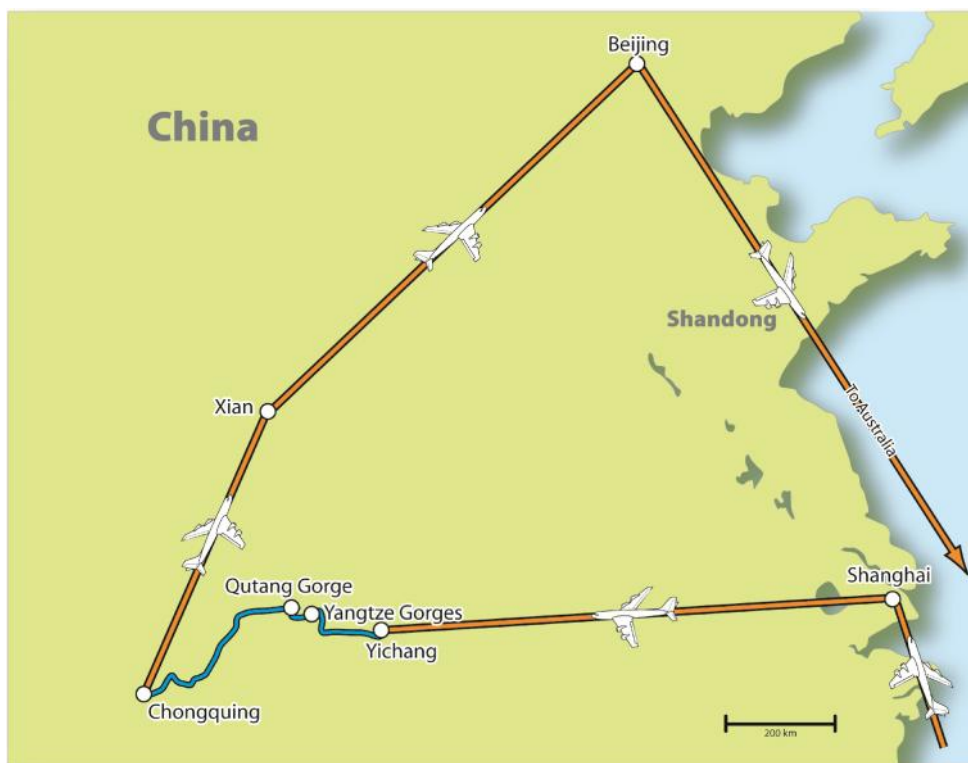 Beijing
China
Shandong
Xian
To Australia
Qutang Gorge
Shanghai
Yangtze Gorges
Yichang
Chongquing
200 km